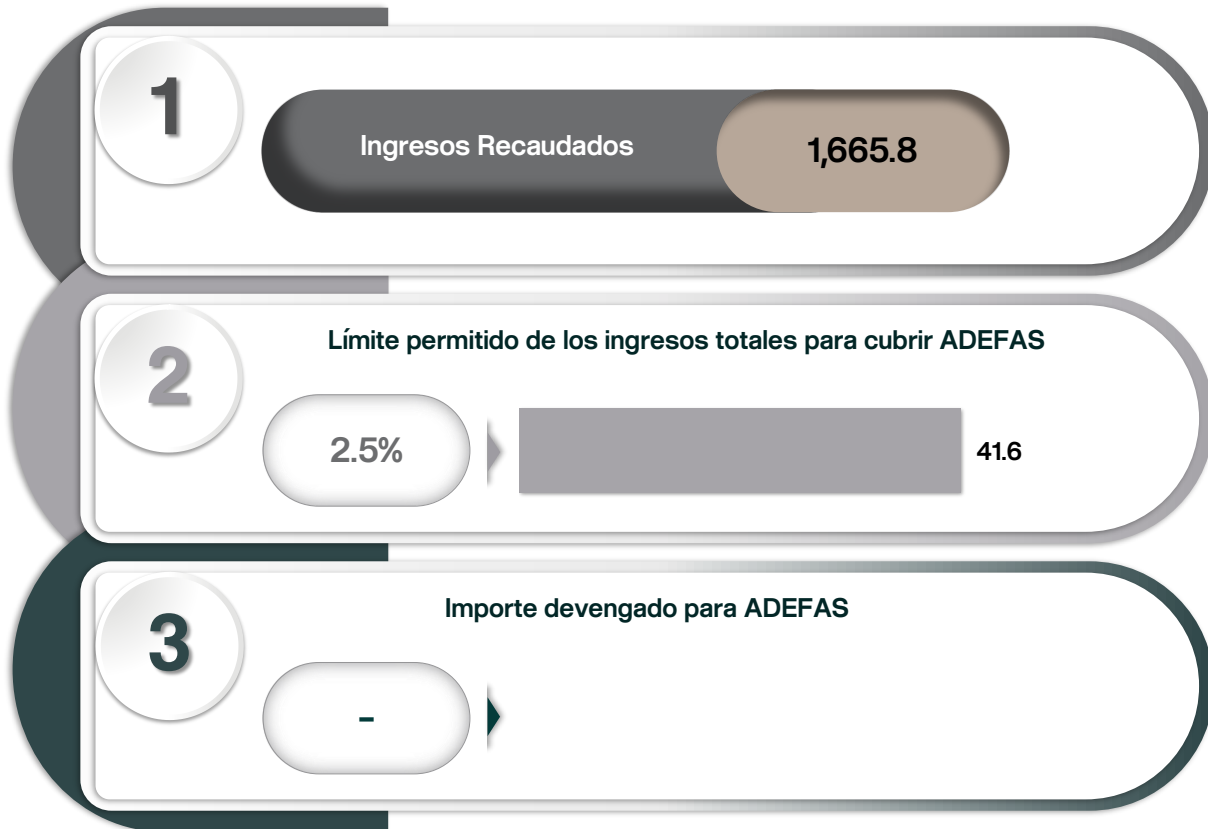 1
Ingresos Recaudados
1,665.8
2
Límite permitido de los ingresos totales para cubrir ADEFAS
2.5%
41.6
3
Importe devengado para ADEFAS
-